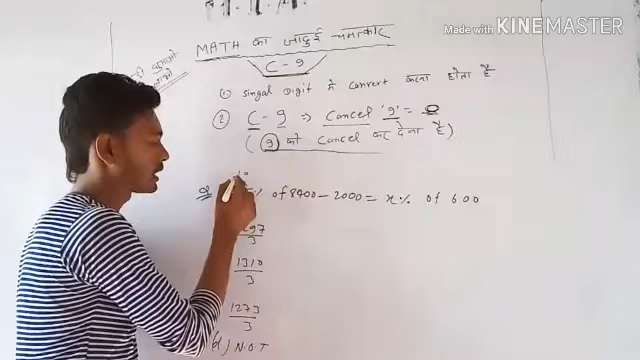 Made with KINEMASTER
MATH का जादुई चमत्कार
C - 9
① Singal Digit में convert करना होता है
② C - 9 ⇒ Cancel '9' =
( 9 को Cancel कर देना है )
% of 8400 - 2000 = x% of 600
297/3
1310/3
1273/3
(d) N.O.T